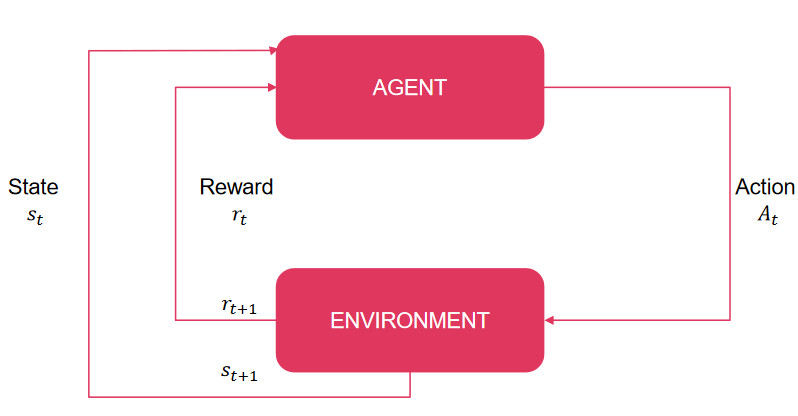 AGENT
State
s_t
Reward
r_t
Action
A_t
r_{t+1}
ENVIRONMENT
s_{t+1}